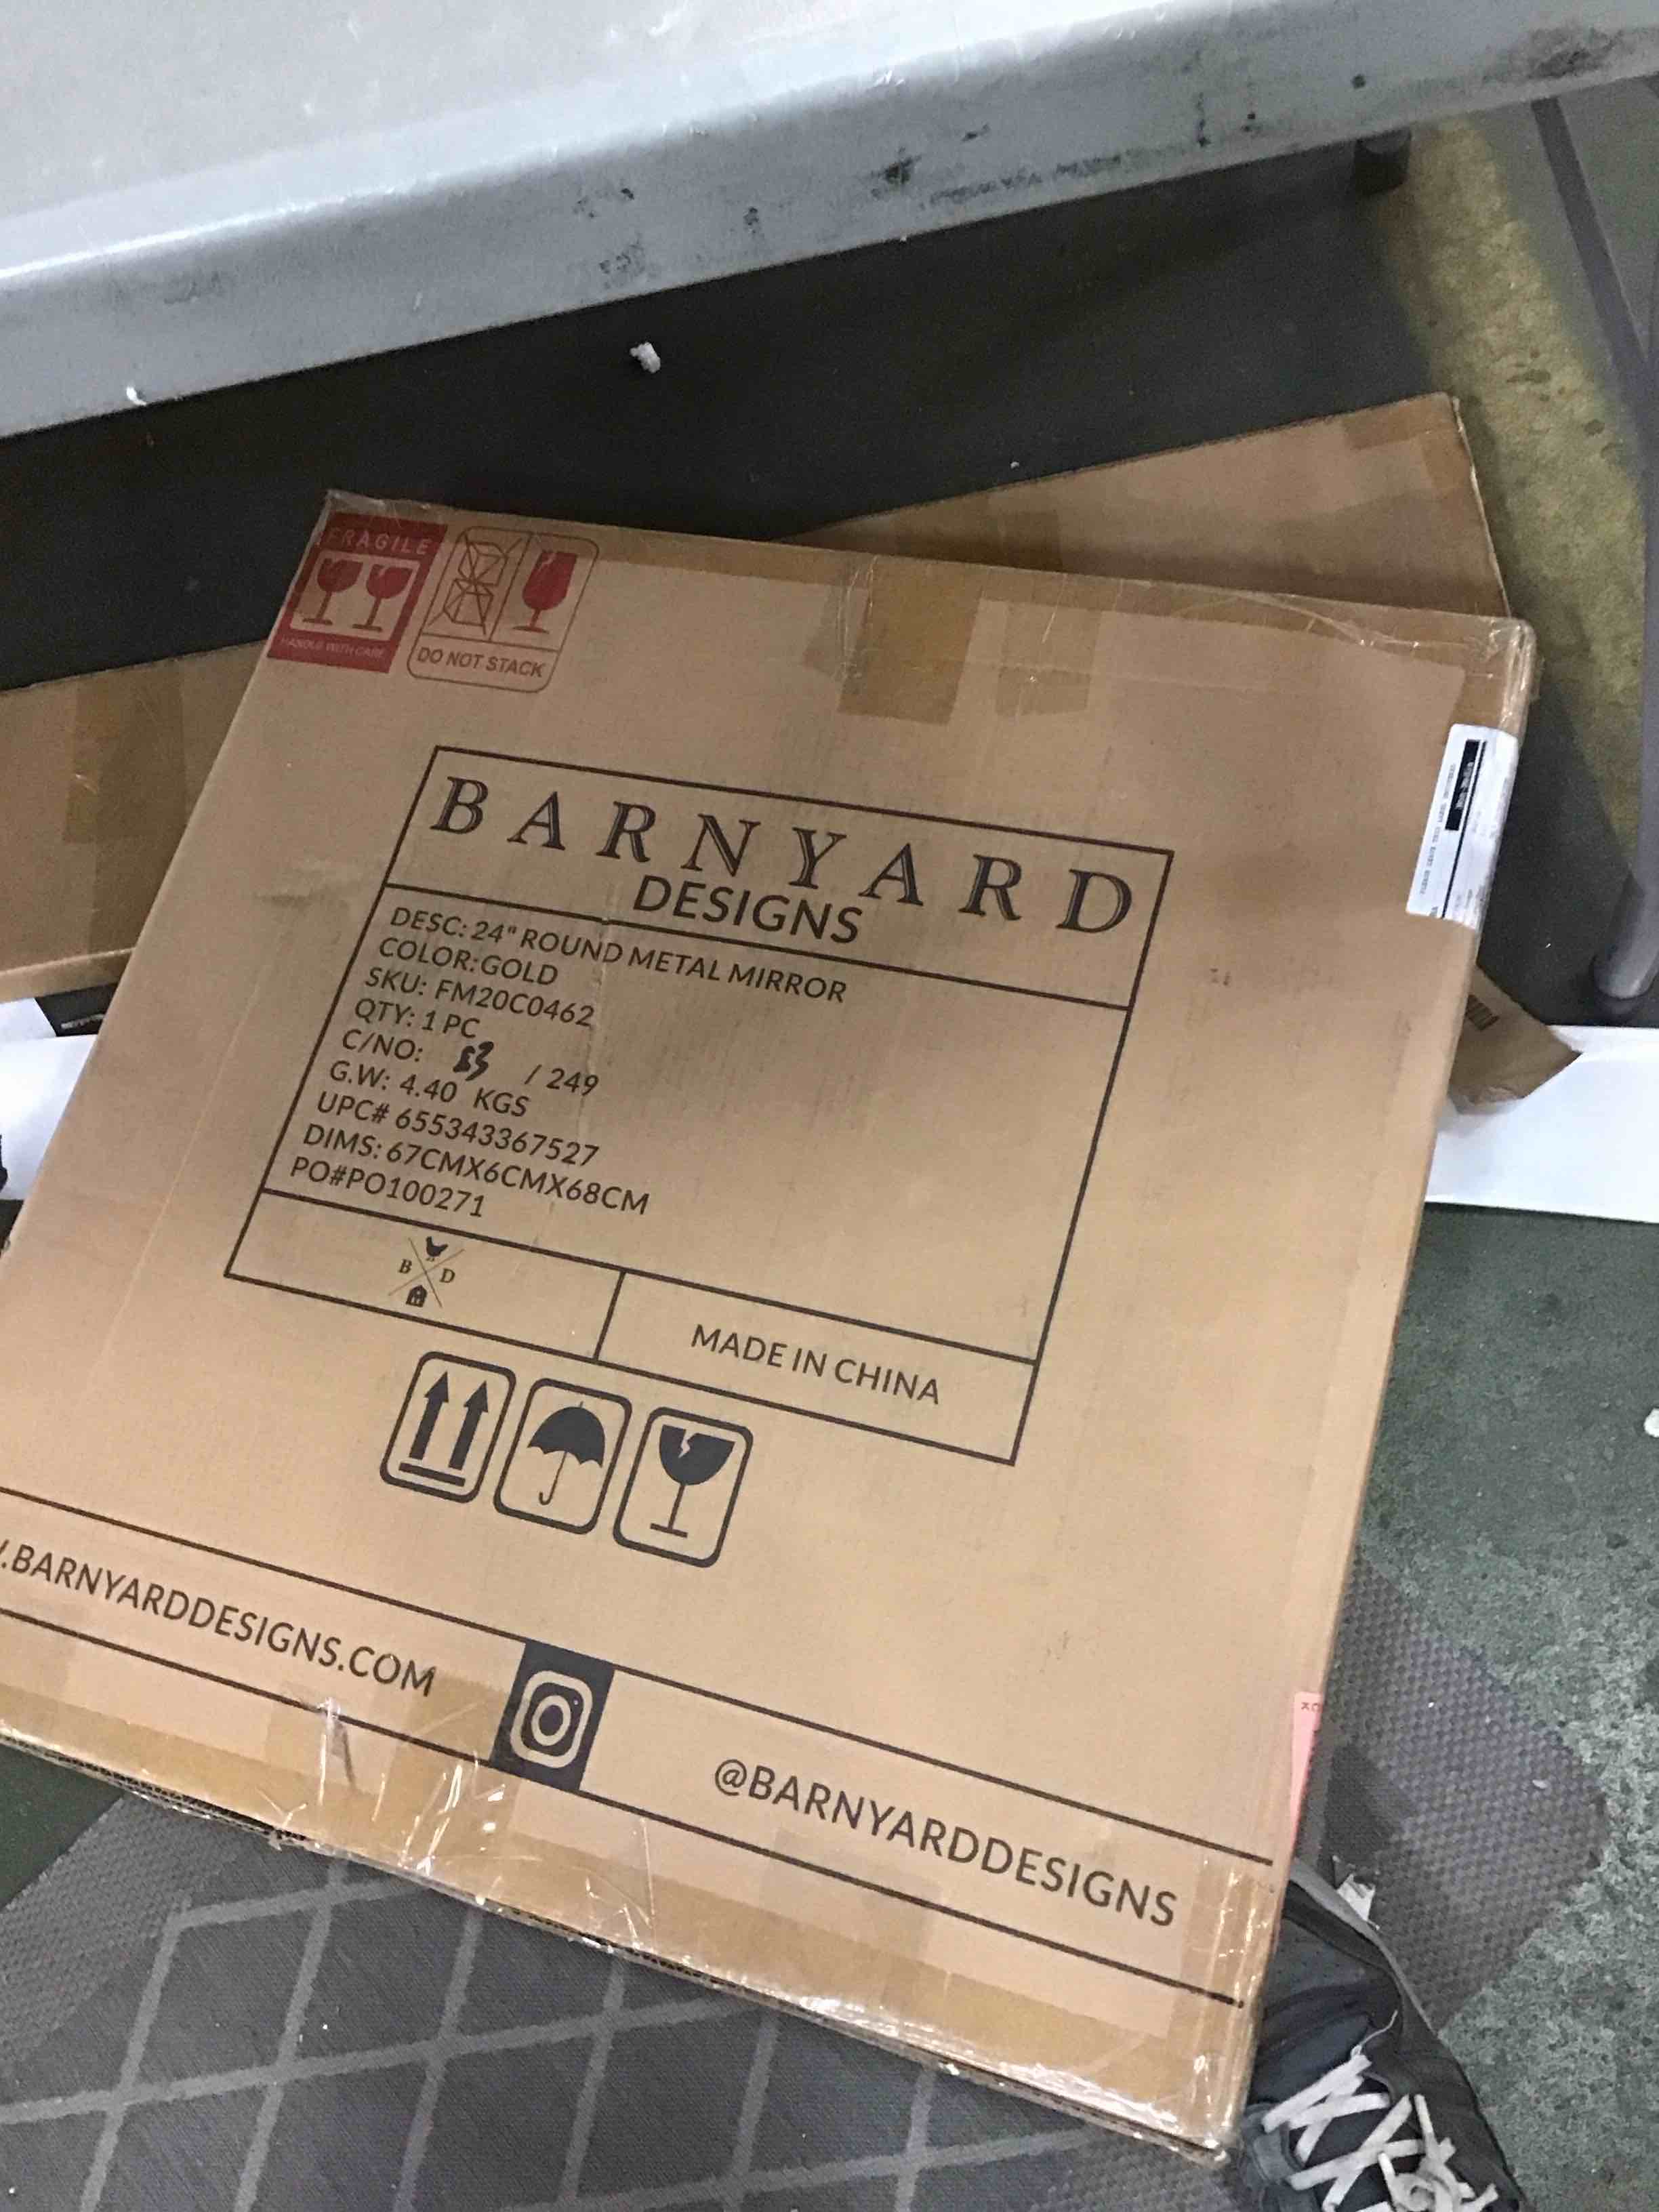 FRAGILE
HANDLE WITH CARE
DO NOT STACK
BARNYARD
DESIGNS
DESC: 24" ROUND METAL MIRROR
COLOR: GOLD
SKU: FM20C0462
QTY: 1 PC
C/NO: 83 / 249
G.W: 4.40 KGS
UPC# 655343367527
DIMS: 67CMX6CMX68CM
PO#PO100271
B D
MADE IN CHINA
.BARNYARDDESIGNS.COM
@BARNYARDDESIGNS